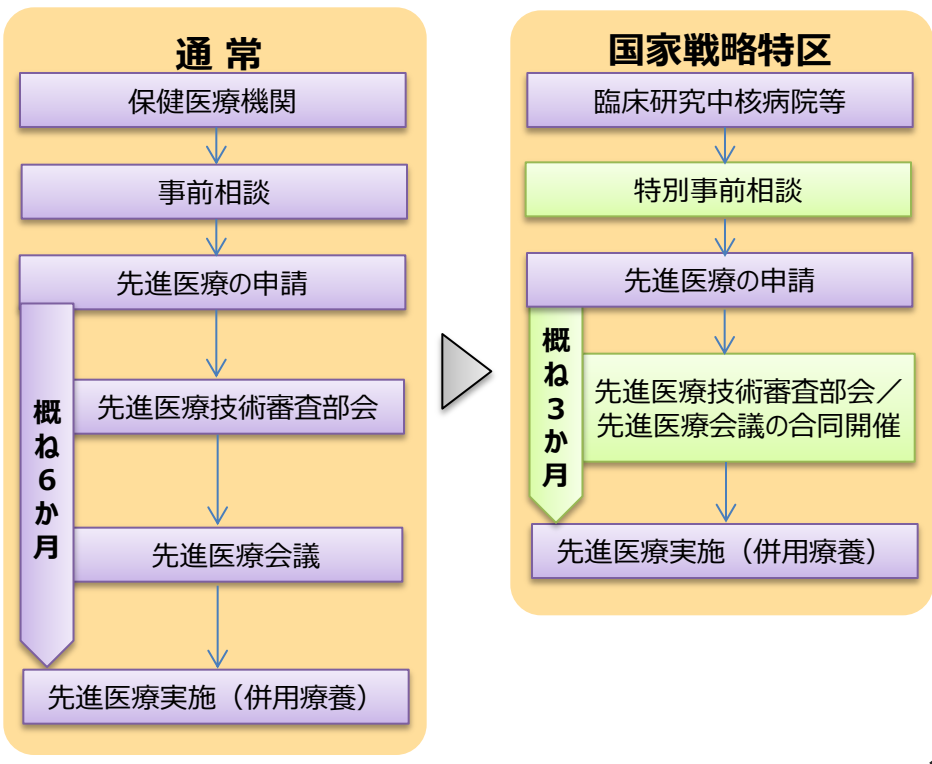 通 常
保健医療機関
事前相談
先進医療の申請
概ね6か月
先進医療技術審査部会
先進医療会議
先進医療実施（併用療養）
国家戦略特区
臨床研究中核病院等
特別事前相談
先進医療の申請
概ね3か月
先進医療技術審査部会／
先進医療会議の合同開催
先進医療実施（併用療養）